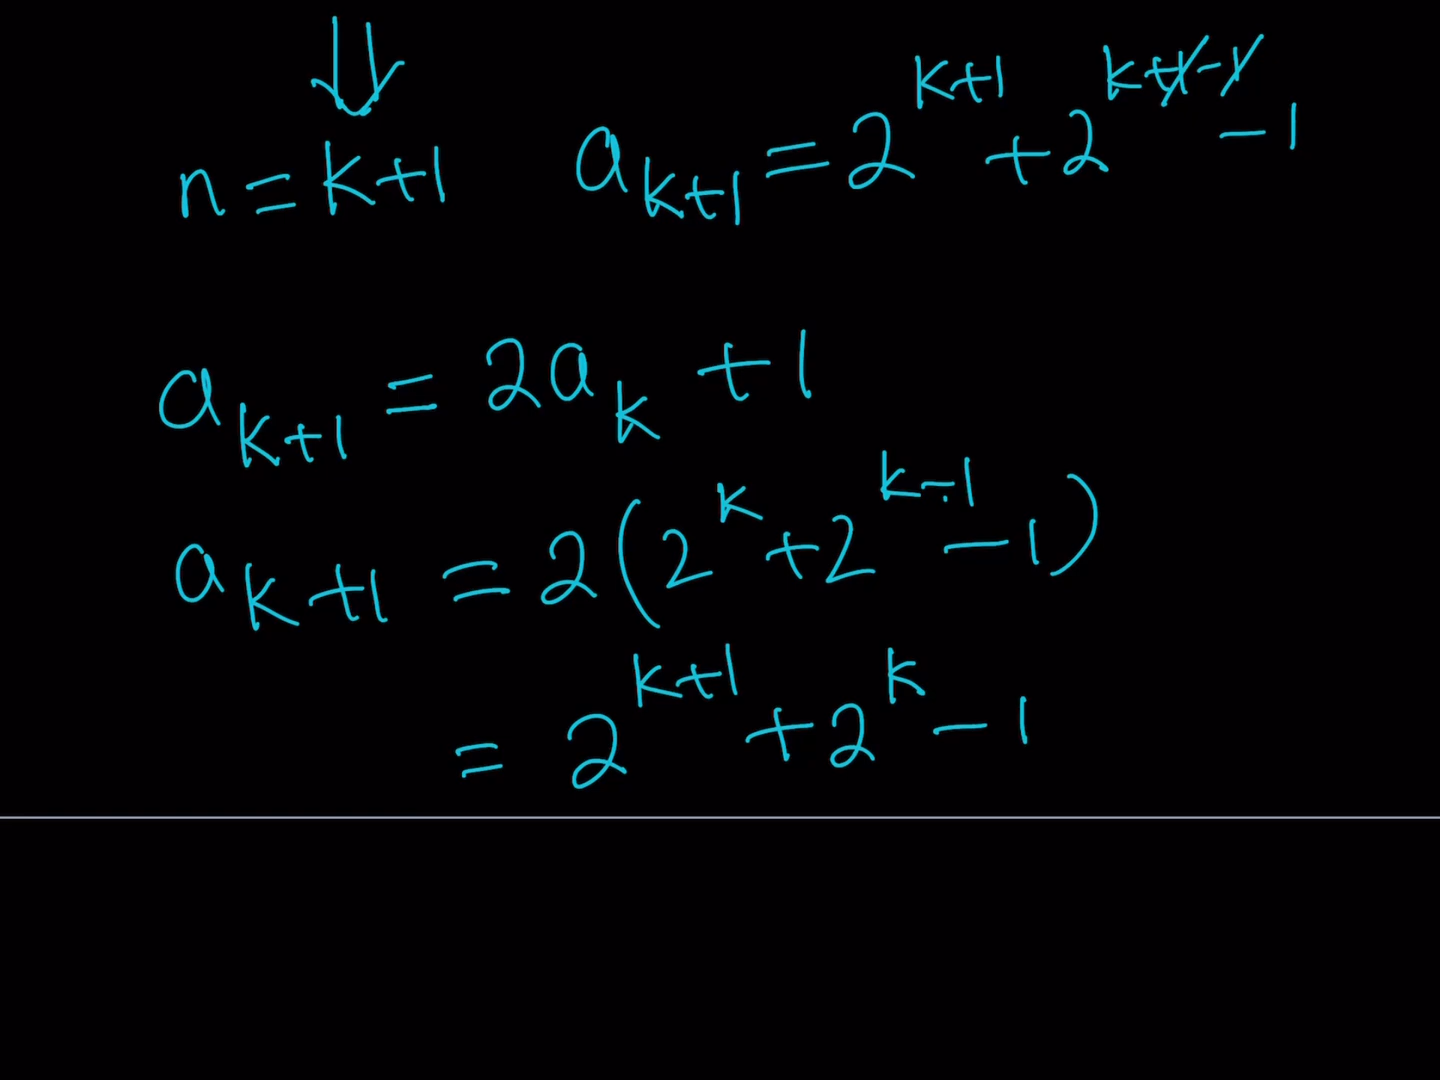 ⇓
n = k+1   a_{k+1} = 2^{k+1} + 2^{k+1-1} - 1
a_{k+1} = 2a_k + 1
a_{k+1} = 2(2^k + 2^{k-1} - 1)
= 2^{k+1} + 2^k - 1